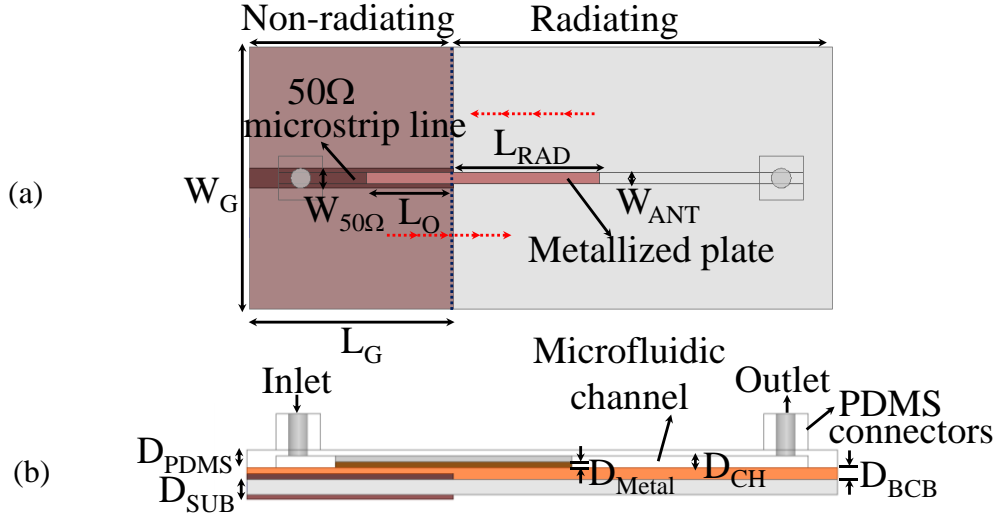 Non-radiating Radiating
50Ω
microstrip line
L_RAD
(a)
W_G
W_50Ω
L_O
W_ANT
Metallized plate
L_G
Microfluidic
channel
Inlet
Outlet
PDMS
connectors
D_PDMS
(b)
D_Metal
D_CH
D_BCB
D_SUB